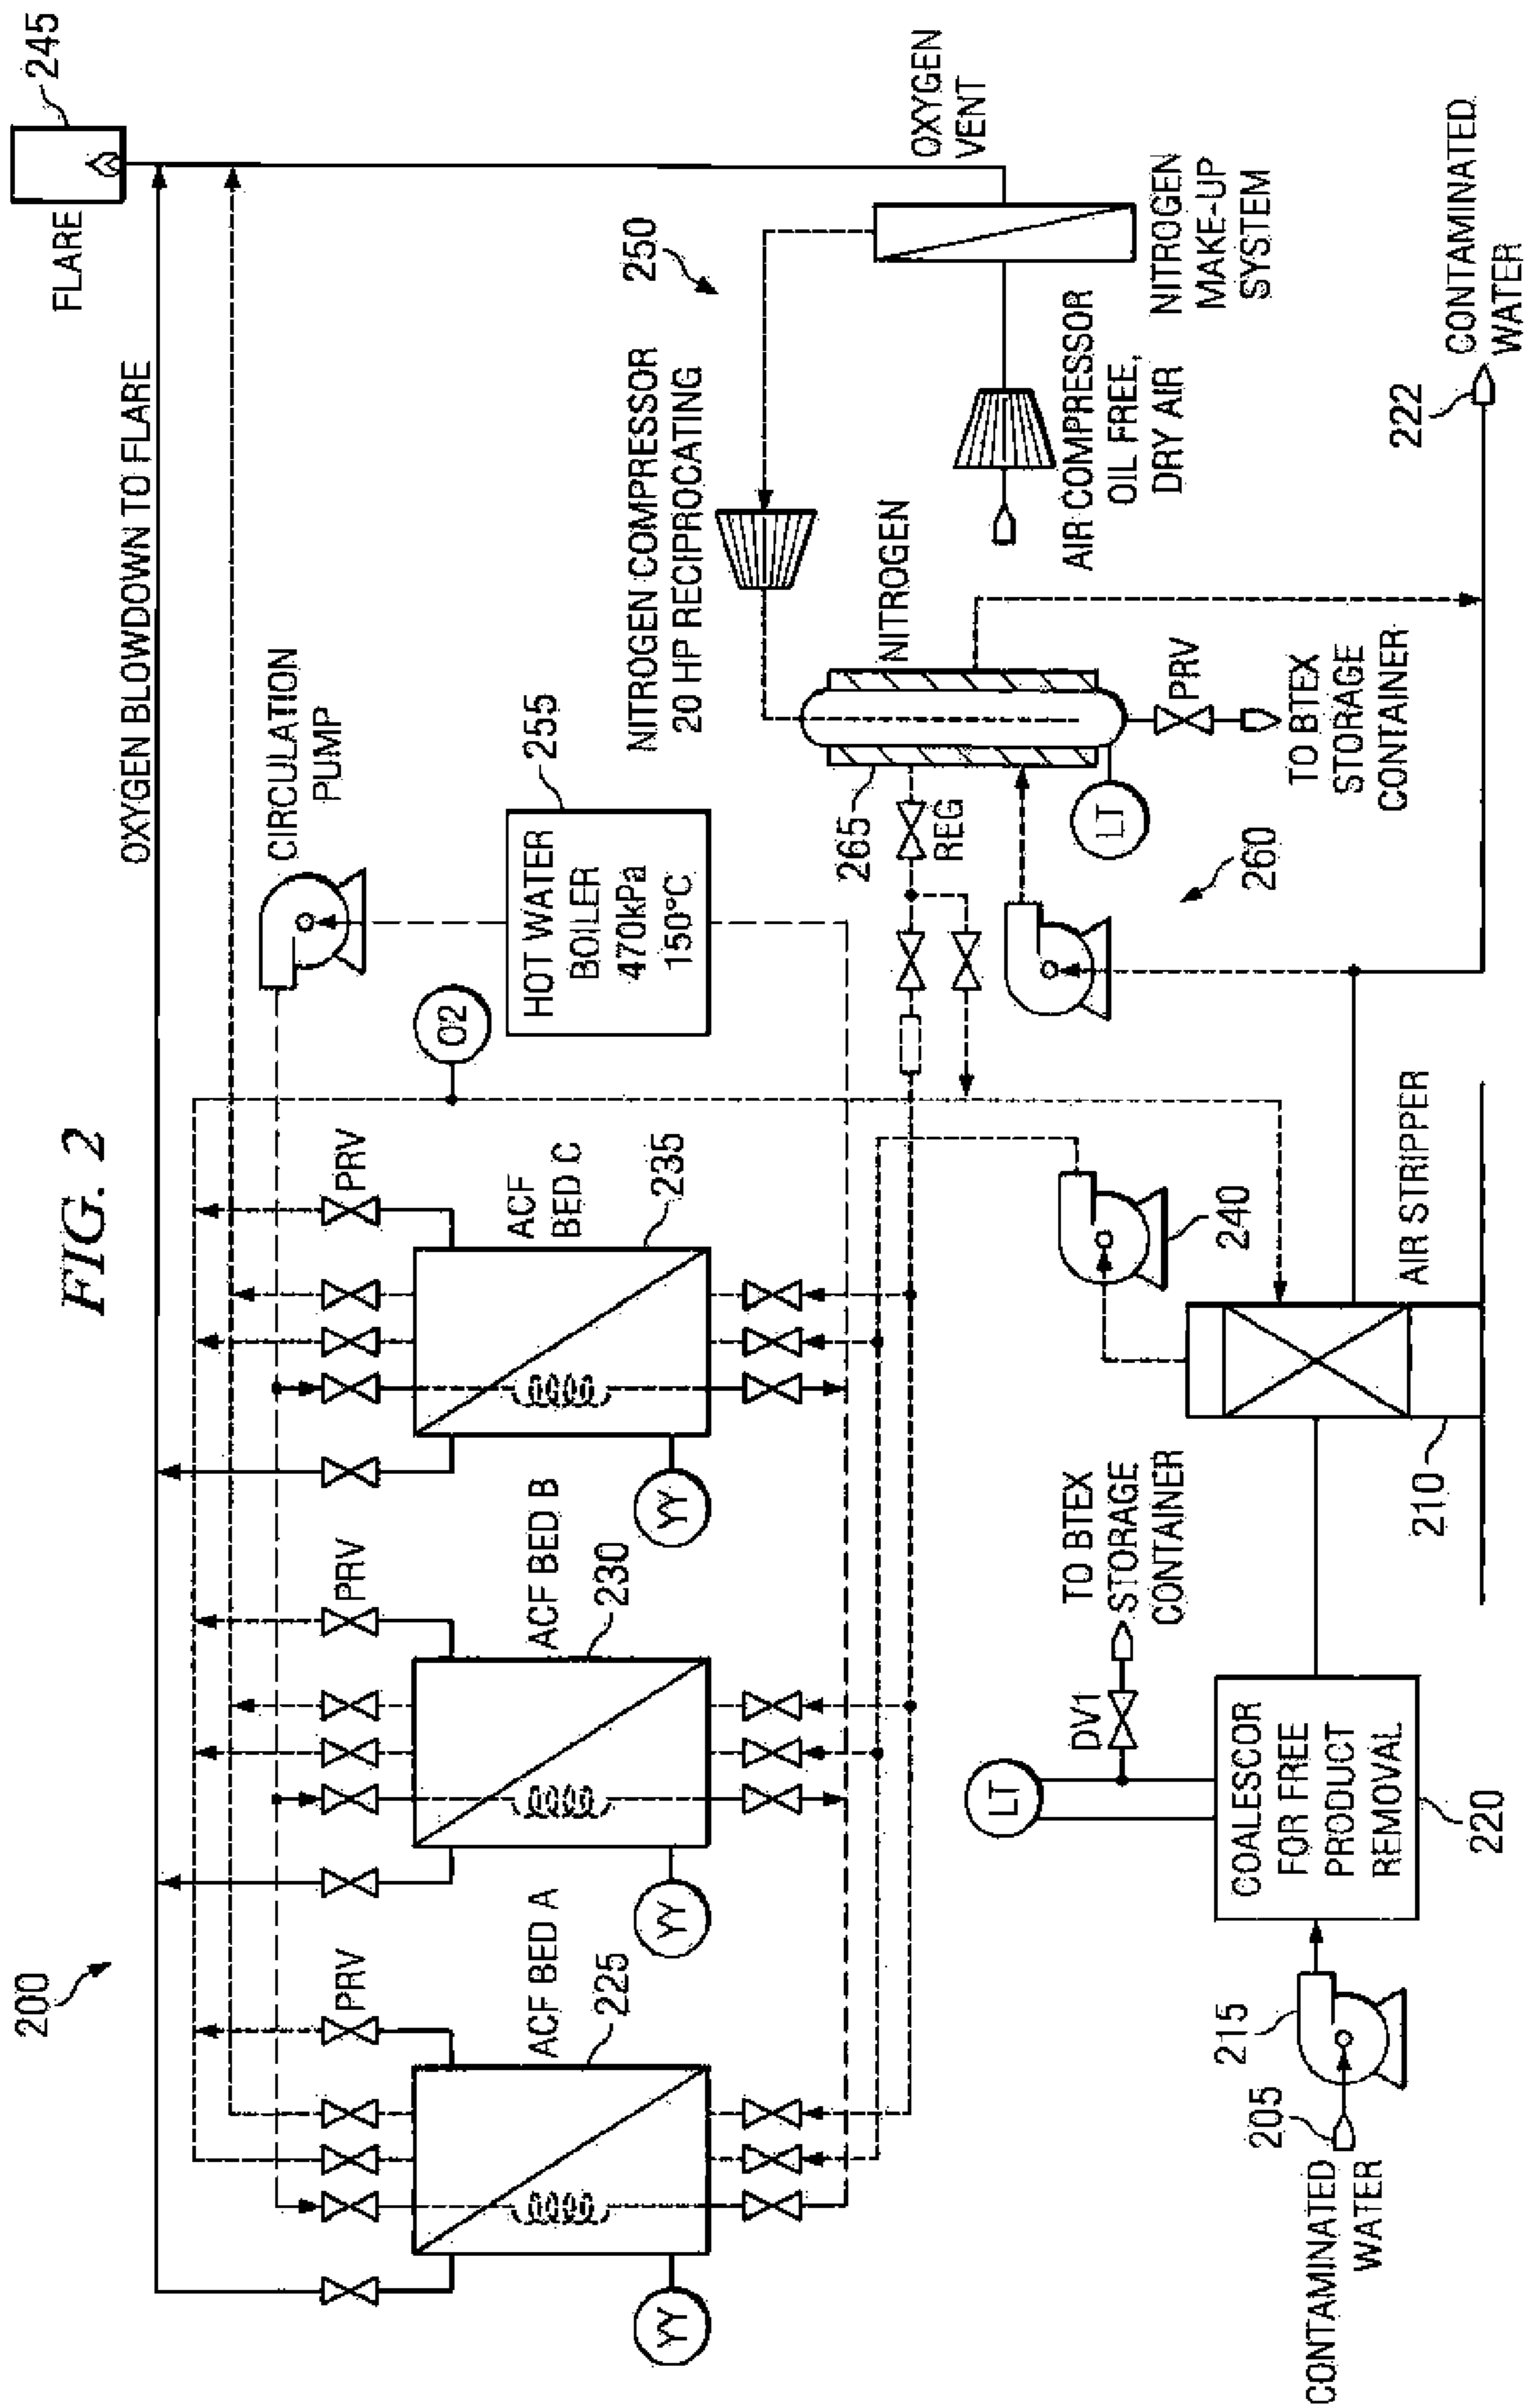 FIG. 2
200
OXYGEN BLOWDOWN TO FLARE
FLARE
245
CIRCULATION
PUMP
PRV
PRV
PRV
O2
HOT WATER
BOILER
470kPa
150°C
255
ACF BED A
225
ACF BED B
230
ACF
BED C
235
YY
YY
YY
NITROGEN COMPRESSOR
20 HP RECIPROCATING
250
OXYGEN
VENT
NITROGEN
265
REG
AIR COMPRESSOR
OIL FREE,
DRY AIR
NITROGEN
MAKE-UP
SYSTEM
LT
PRV
TO BTEX
STORAGE
CONTAINER
260
240
LT
DV1
TO BTEX
STORAGE
CONTAINER
CONTAMINATED
WATER
205
215
COALESCOR
FOR FREE
PRODUCT
REMOVAL
220
210
AIR STRIPPER
222
CONTAMINATED
WATER